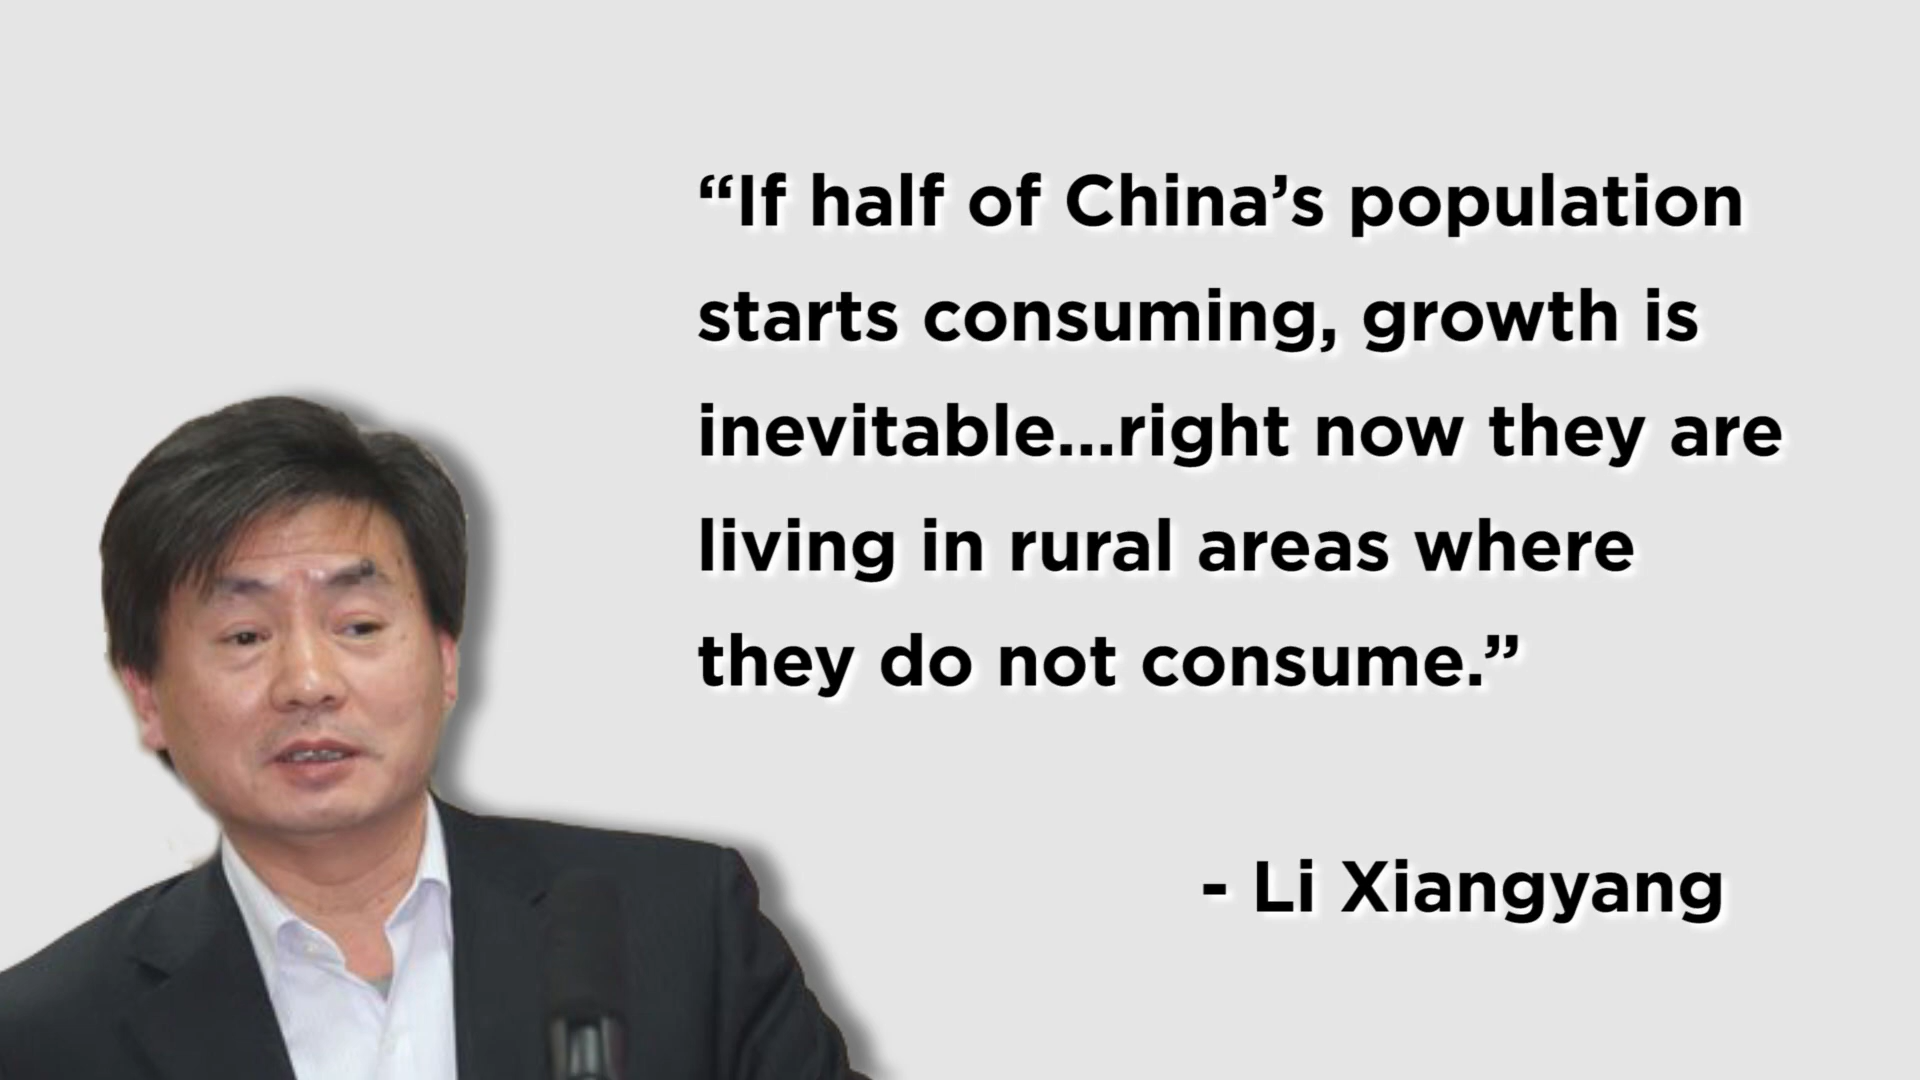 “If half of China’s population
starts consuming, growth is
inevitable...right now they are
living in rural areas where
they do not consume.”
- Li Xiangyang